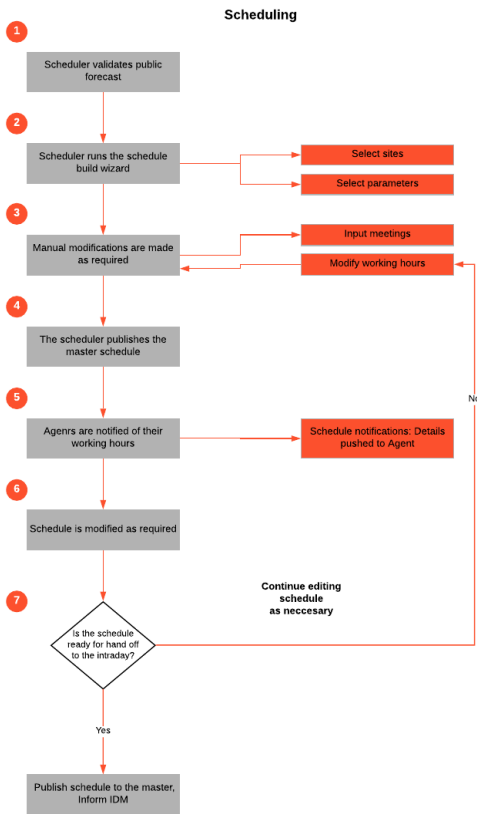 Scheduling
1
Scheduler validates public
forecast
2
Scheduler runs the schedule
build wizard
Select sites
Select parameters
3
Manual modifications are made
as required
Input meetings
Modify working hours
4
The scheduler publishes the
master schedule
No
5
Agenrs are notified of their
working hours
Schedule notifications: Details
pushed to Agent
6
Schedule is modified as required
7
Continue editing
schedule
as neccesary
Is the schedule
ready for hand off
to the intraday?
Yes
Publish schedule to the master,
Inform IDM